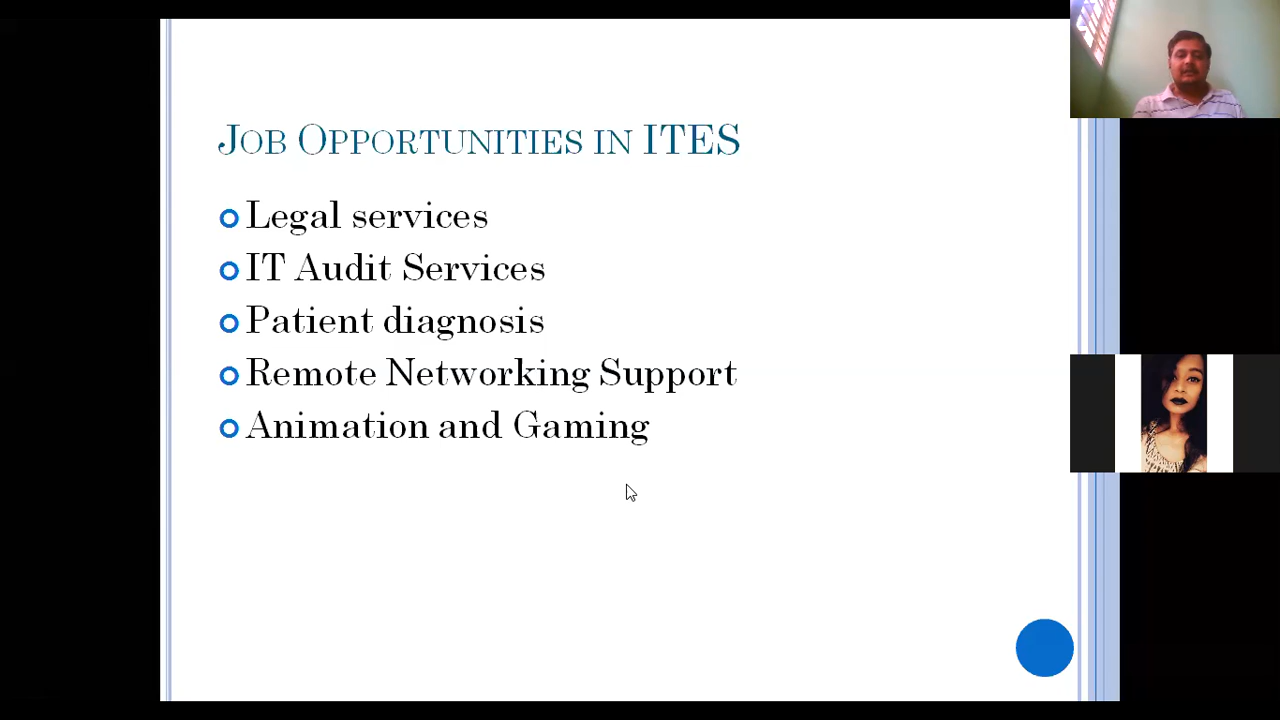 Job Opportunities in ITES
Legal services
IT Audit Services
Patient diagnosis
Remote Networking Support
Animation and Gaming